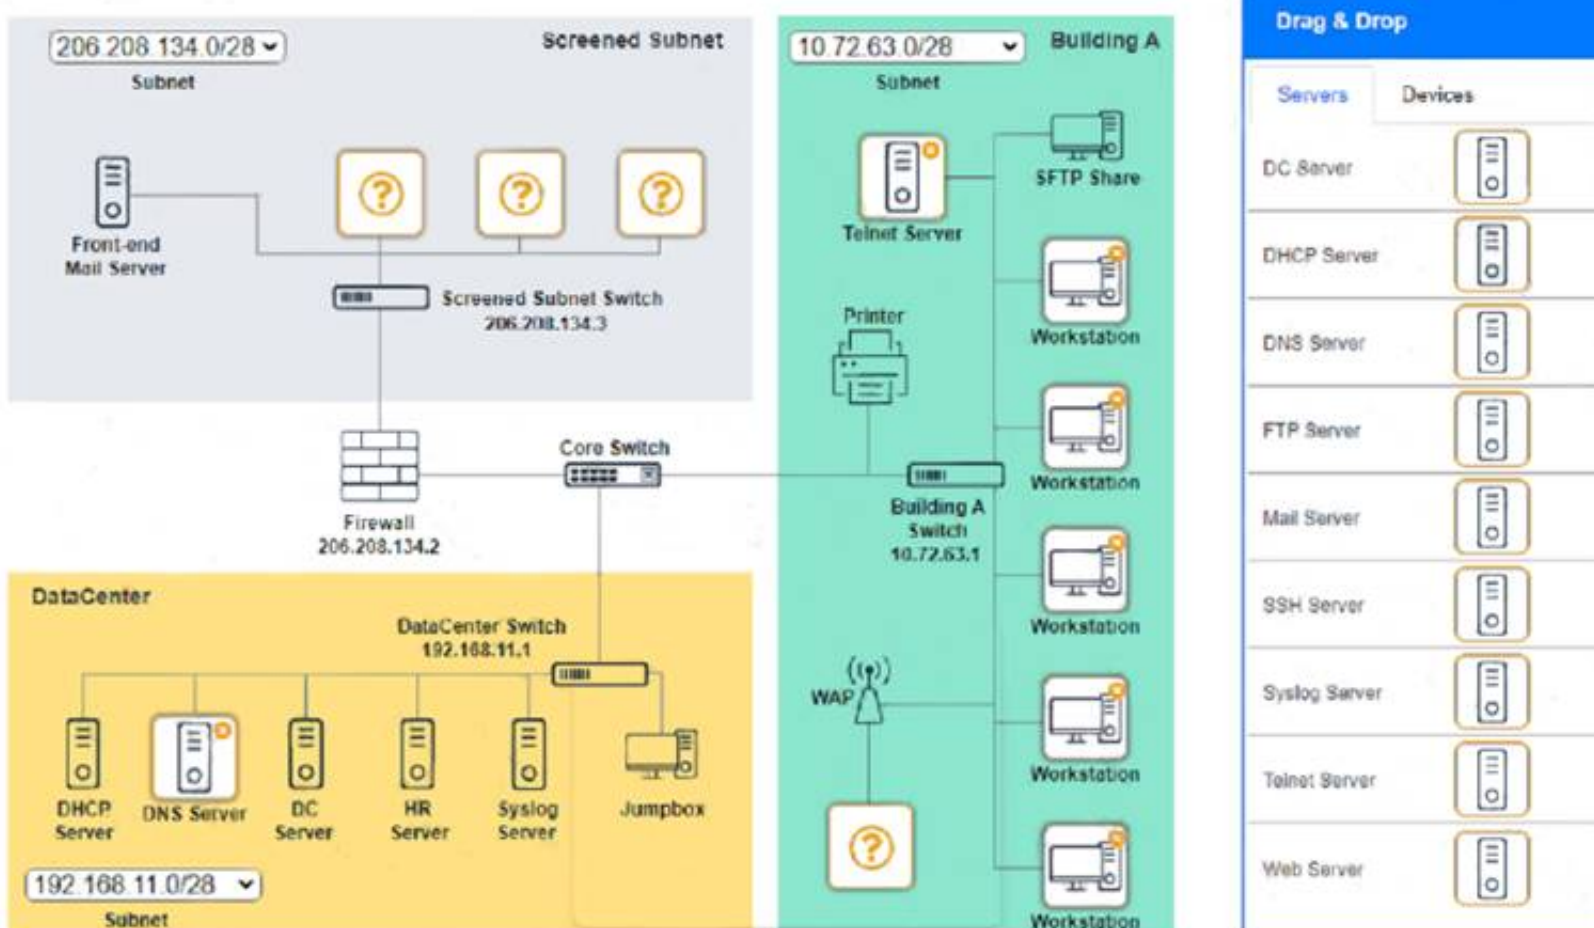 206.208.134.0/28
Subnet
Screened Subnet
?
?
?
Front-end
Mail Server
Screened Subnet Switch
206.208.134.3
Firewall
206.208.134.2
Core Switch
DataCenter
DataCenter Switch
192.168.11.1
DHCP
Server
DNS Server
DC
Server
HR
Server
Syslog
Server
Jumpbox
192.168.11.0/28
Subnet
10.72.63.0/28
Subnet
Building A
Telnet Server
SFTP Share
Workstation
Printer
Workstation
Building A
Switch
10.72.63.1
Workstation
WAP
Workstation
?
Workstation
Drag & Drop
Servers
Devices
DC Server
DHCP Server
DNS Server
FTP Server
Mail Server
SSH Server
Syslog Server
Telnet Server
Web Server